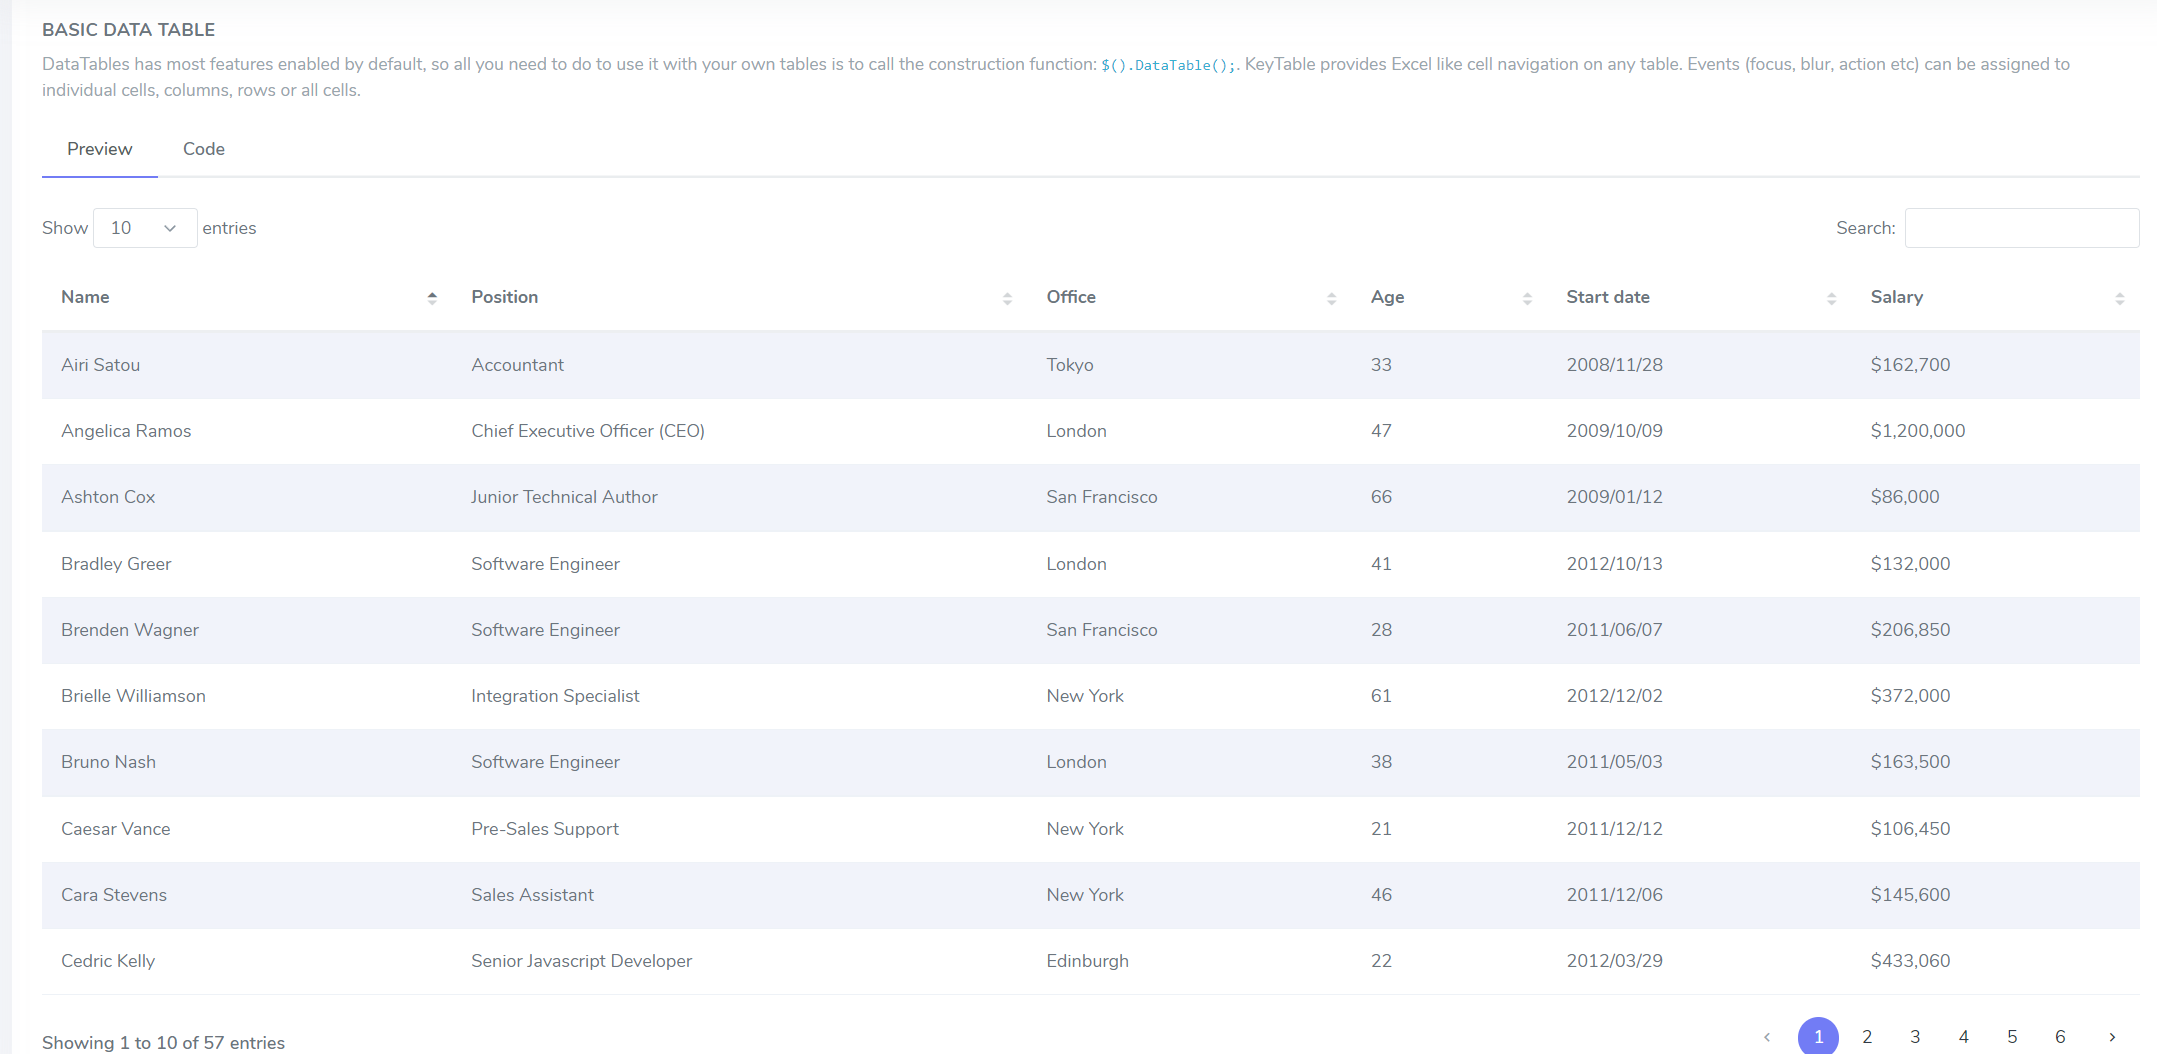 BASIC DATA TABLE
DataTables has most features enabled by default, so all you need to do to use it with your own tables is to call the construction function: $().DataTable();. KeyTable provides Excel like cell navigation on any table. Events (focus, blur, action etc) can be assigned to
individual cells, columns, rows or all cells.
Preview Code
Show 10 entries Search:
Name Position Office Age Start date Salary
Airi Satou Accountant Tokyo 33 2008/11/28 $162,700
Angelica Ramos Chief Executive Officer (CEO) London 47 2009/10/09 $1,200,000
Ashton Cox Junior Technical Author San Francisco 66 2009/01/12 $86,000
Bradley Greer Software Engineer London 41 2012/10/13 $132,000
Brenden Wagner Software Engineer San Francisco 28 2011/06/07 $206,850
Brielle Williamson Integration Specialist New York 61 2012/12/02 $372,000
Bruno Nash Software Engineer London 38 2011/05/03 $163,500
Caesar Vance Pre-Sales Support New York 21 2011/12/12 $106,450
Cara Stevens Sales Assistant New York 46 2011/12/06 $145,600
Cedric Kelly Senior Javascript Developer Edinburgh 22 2012/03/29 $433,060
Showing 1 to 10 of 57 entries ‹ 1 2 3 4 5 6 ›